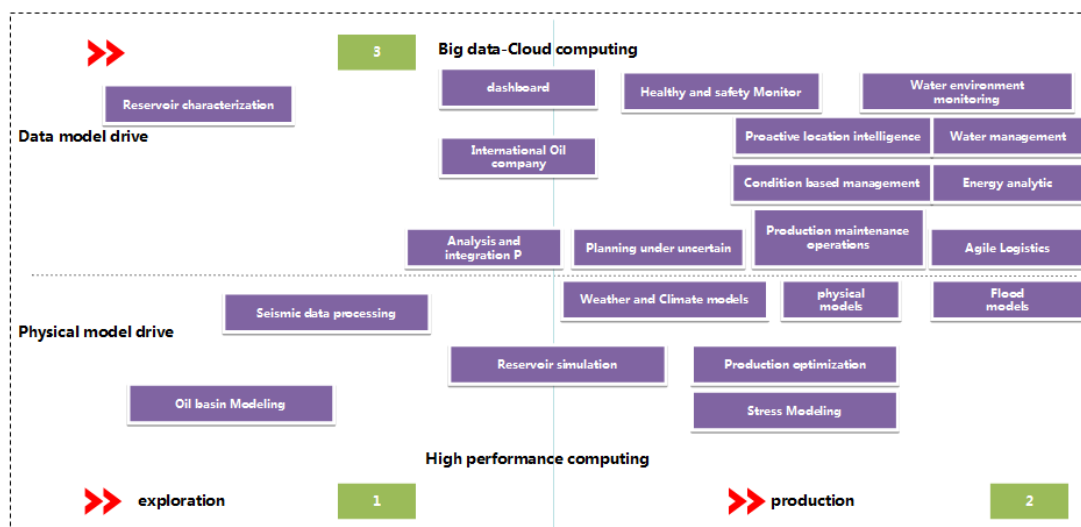 3
Big data-Cloud computing
dashboard
Healthy and safety Monitor
Water environment
monitoring
Reservoir characterization
Data model drive
Proactive location intelligence
Water management
International Oil
company
Condition based management
Energy analytic
Analysis and
integration P
Planning under uncertain
Production maintenance
operations
Agile Logistics
Weather and Climate models
physical
models
Flood
models
Seismic data processing
Physical model drive
Reservoir simulation
Production optimization
Oil basin Modeling
Stress Modeling
High performance computing
exploration
1
production
2